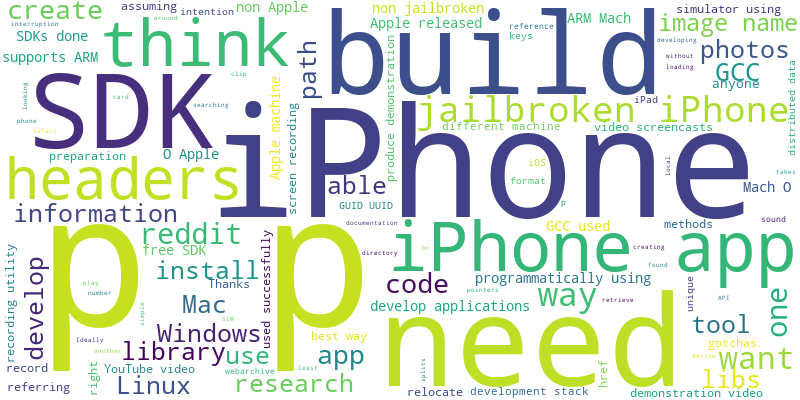 create
assuming
intention
non Apple
non jailbroken
ARM Mach
simulator using
SDKs done
think
around
interruption
Apple released
reference
keys
image name
supports ARM
path
build
photos
developing
without
loading
distributed data
SDK
clip
card
searching
looking
phone
Safari
Apple machine
screen recording
iPhone
produce demonstration
jailbroken iPhone
iPad
GCC
anyone
different machine
video screencasts
preparation
O Apple
headers
able
iOS
format
local
takes
Mach O
information
GUID UUID
p
GCC used
methods
sound
reddit
free SDK
documentation
directory
br
iPhone app
creating
found
recording utility
develop
install
Thanks
used successfully
p
p
code
programmatically using
way
unique
API
retrieve
one
play
number
simple
SIM
Mac
Windows
use
pointers
develop applications
need
tool
Ideally
another
library
best way
app
want
gotchas
device
record
YouTube video
webarchive
least
referring
right
Linux
research
splits
relocate
development stack
href
demonstration video
libs